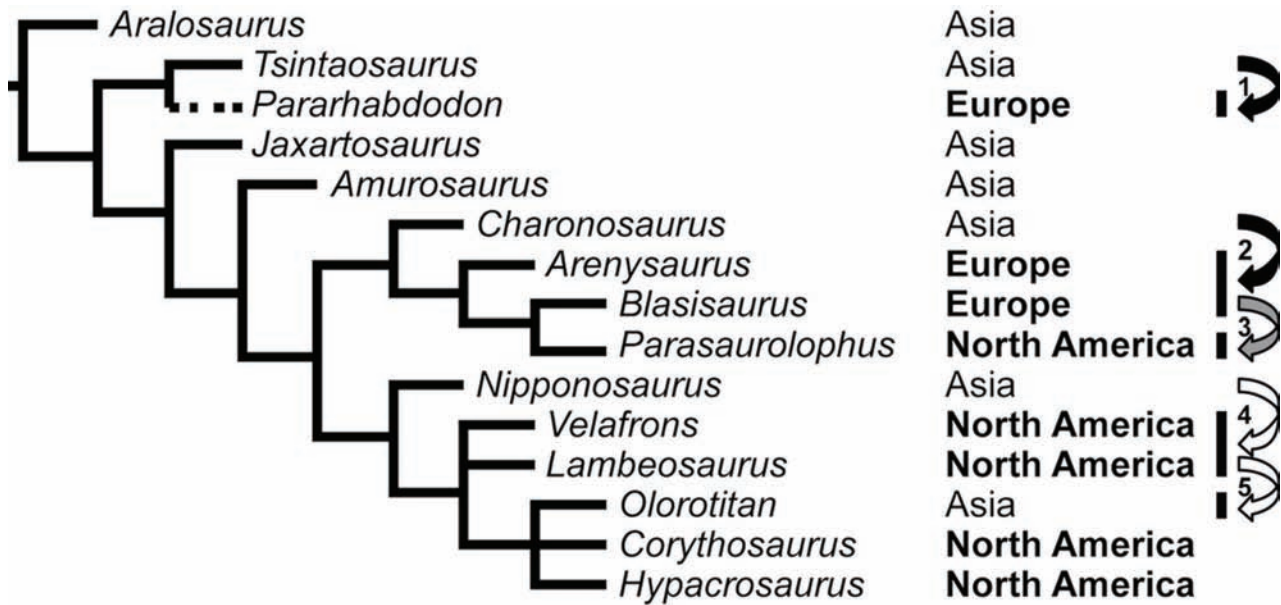 Aralosaurus Asia
Tsintaosaurus Asia
1
Pararhabdodon Europe
Jaxartosaurus Asia
Amurosaurus Asia
Charonosaurus Asia
2
Arenysaurus Europe
Blasisaurus Europe
3
Parasaurolophus North America
Nipponosaurus Asia
4
Velafrons North America
Lambeosaurus North America
5
Olorotitan Asia
Corythosaurus North America
Hypacrosaurus North America